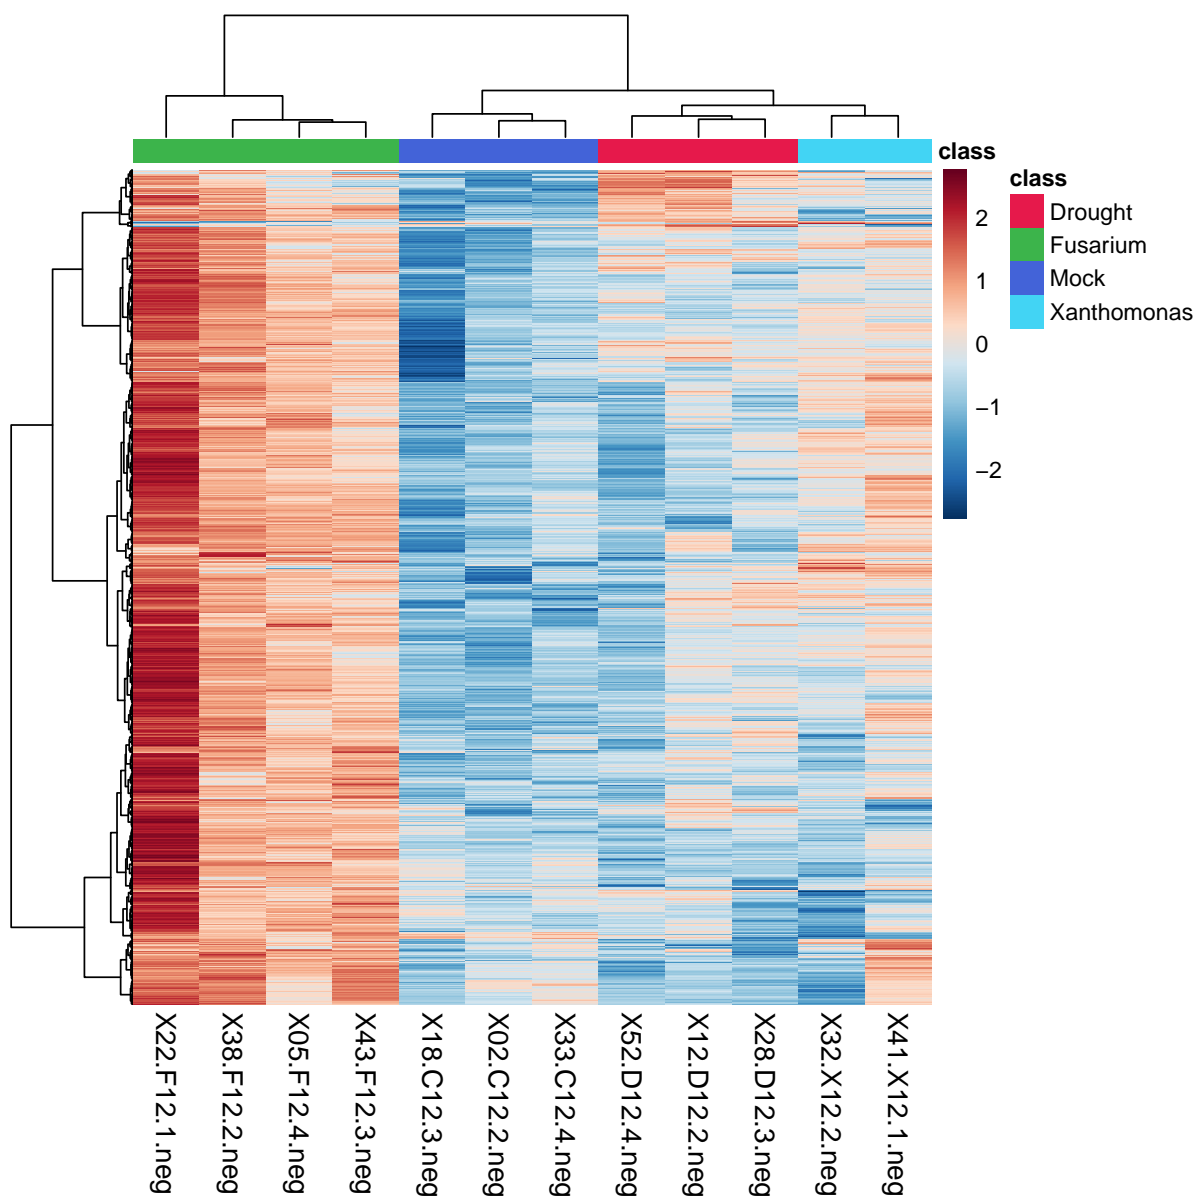 class
class
Drought
Fusarium
Mock
Xanthomonas
2
1
0
−1
−2
X22.F12.1.neg
X38.F12.2.neg
X05.F12.4.neg
X43.F12.3.neg
X18.C12.3.neg
X02.C12.2.neg
X33.C12.4.neg
X52.D12.4.neg
X12.D12.2.neg
X28.D12.3.neg
X32.X12.2.neg
X41.X12.1.neg